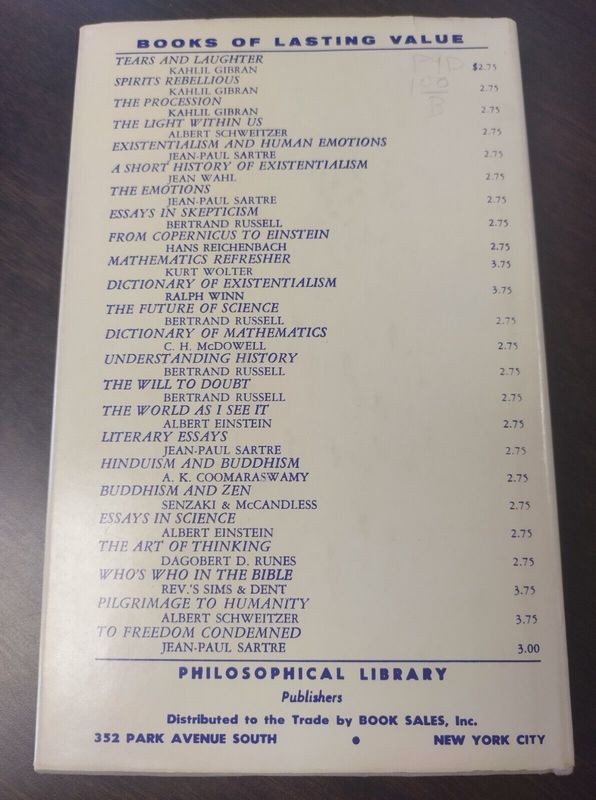 BOOKS OF LASTING VALUE
TEARS AND LAUGHTER
KAHLIL GIBRAN $2.75
SPIRITS REBELLIOUS
KAHLIL GIBRAN 2.75
THE PROCESSION
KAHLIL GIBRAN 2.75
THE LIGHT WITHIN US
ALBERT SCHWEITZER 2.75
EXISTENTIALISM AND HUMAN EMOTIONS
JEAN-PAUL SARTRE 2.75
A SHORT HISTORY OF EXISTENTIALISM
JEAN WAHL 2.75
THE EMOTIONS
JEAN-PAUL SARTRE 2.75
ESSAYS IN SKEPTICISM
BERTRAND RUSSELL 2.75
FROM COPERNICUS TO EINSTEIN
HANS REICHENBACH 2.75
MATHEMATICS REFRESHER
KURT WOLTER 3.75
DICTIONARY OF EXISTENTIALISM
RALPH WINN 3.75
THE FUTURE OF SCIENCE
BERTRAND RUSSELL 2.75
DICTIONARY OF MATHEMATICS
C. H. McDOWELL 2.75
UNDERSTANDING HISTORY
BERTRAND RUSSELL 2.75
THE WILL TO DOUBT
BERTRAND RUSSELL 2.75
THE WORLD AS I SEE IT
ALBERT EINSTEIN 2.75
LITERARY ESSAYS
JEAN-PAUL SARTRE 2.75
HINDUISM AND BUDDHISM
A. K. COOMARASWAMY 2.75
BUDDHISM AND ZEN
SENZAKI & McCANDLESS 2.75
ESSAYS IN SCIENCE
ALBERT EINSTEIN 2.75
THE ART OF THINKING
DAGOBERT D. RUNES 2.75
WHO'S WHO IN THE BIBLE
REV.'S SIMS & DENT 3.75
PILGRIMAGE TO HUMANITY
ALBERT SCHWEITZER 3.75
TO FREEDOM CONDEMNED
JEAN-PAUL SARTRE 3.00
PHILOSOPHICAL LIBRARY
Publishers
Distributed to the Trade by BOOK SALES, Inc.
352 PARK AVENUE SOUTH • NEW YORK CITY